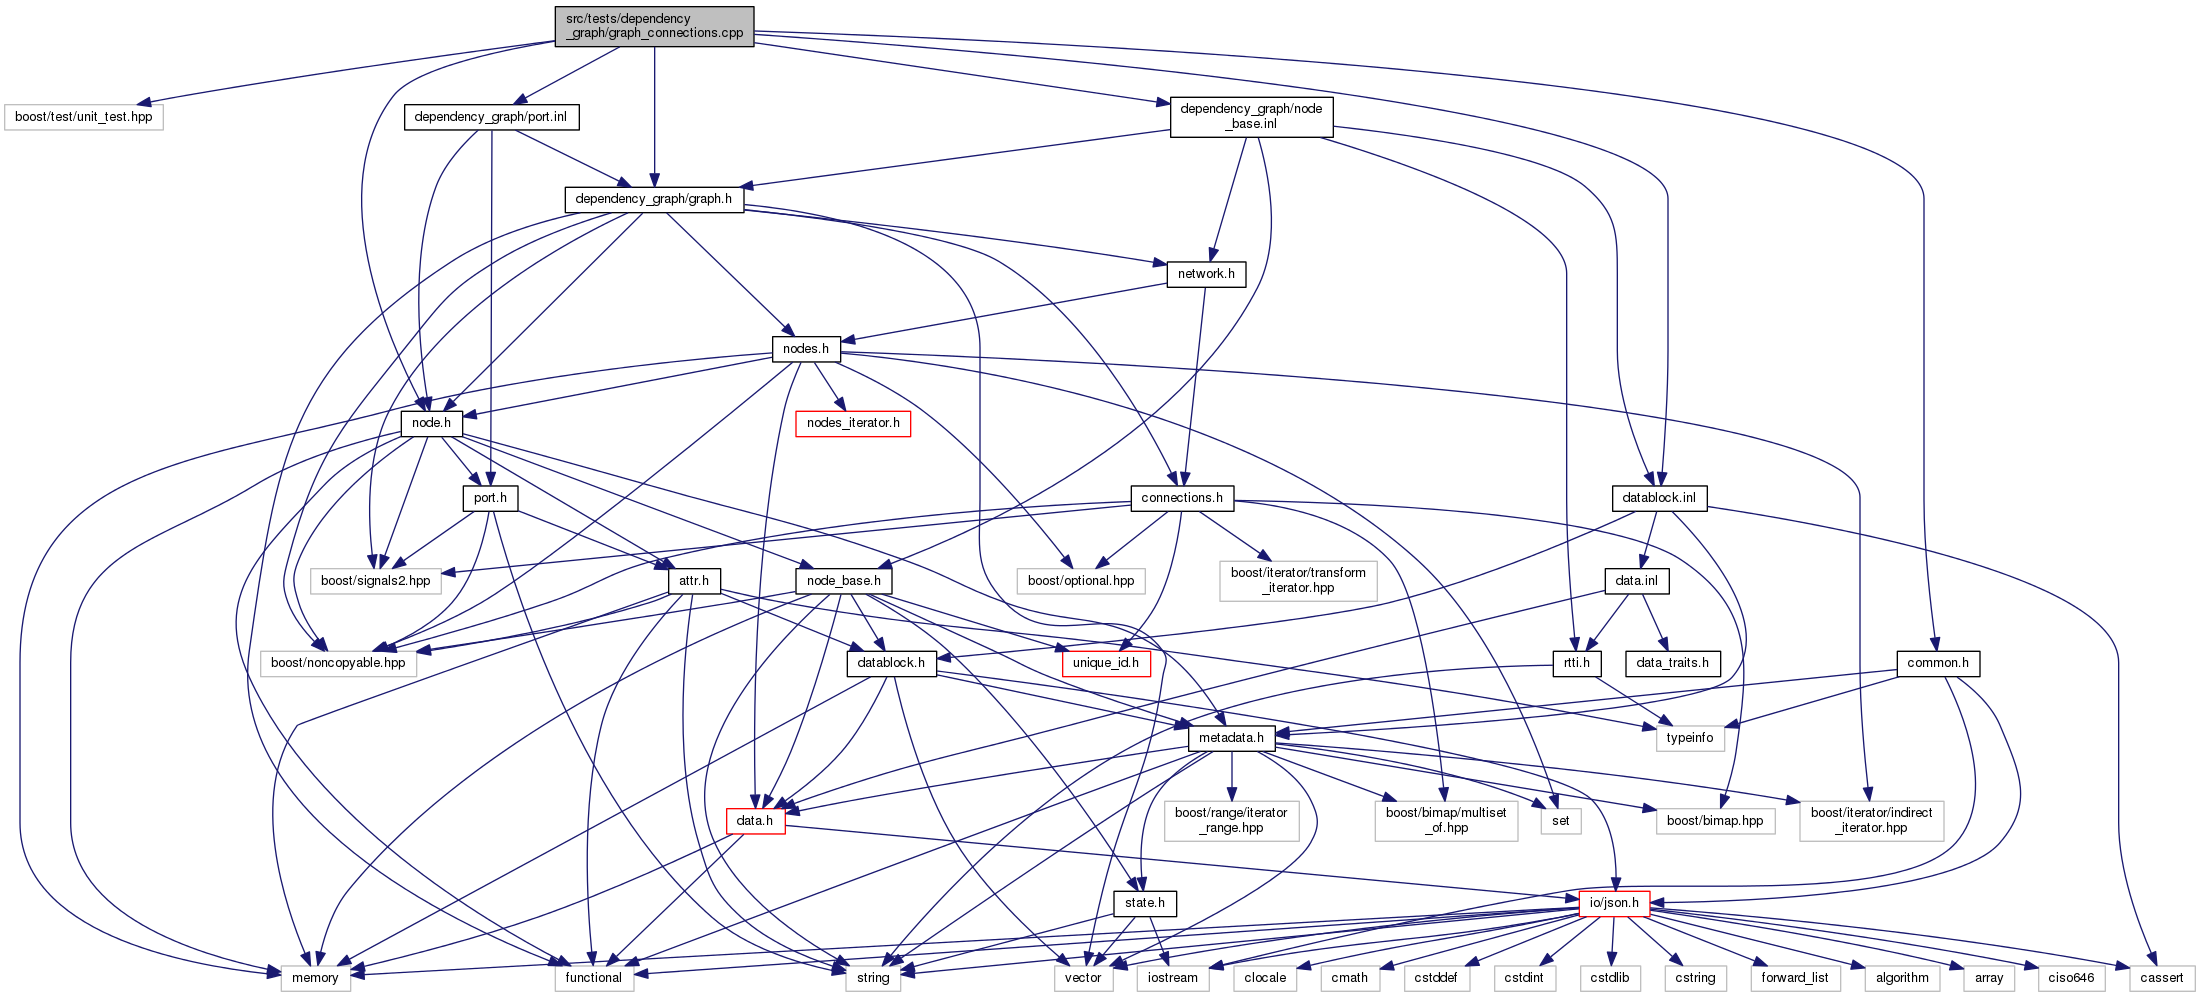 src/tests/dependency
_graph/graph_connections.cpp
boost/test/unit_test.hpp
dependency_graph/port.inl
dependency_graph/node
_base.inl
dependency_graph/graph.h
network.h
nodes.h
nodes_iterator.h
node.h
port.h
connections.h
datablock.inl
boost/signals2.hpp
attr.h
node_base.h
boost/optional.hpp
boost/iterator/transform
_iterator.hpp
data.inl
boost/noncopyable.hpp
datablock.h
unique_id.h
rtti.h
data_traits.h
common.h
metadata.h
typeinfo
data.h
boost/range/iterator
_range.hpp
boost/bimap/multiset
_of.hpp
set
boost/bimap.hpp
boost/iterator/indirect
_iterator.hpp
state.h
io/json.h
memory
functional
string
vector
iostream
clocale
cmath
cstddef
cstdint
cstdlib
cstring
forward_list
algorithm
array
ciso646
cassert